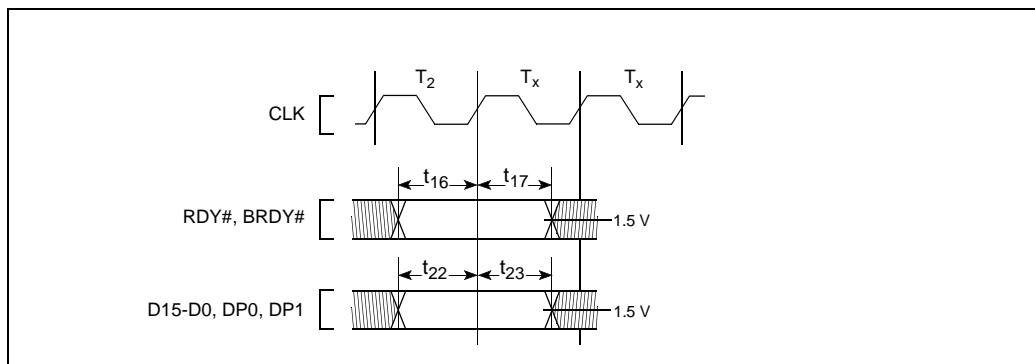 T2 Tx Tx
CLK
t16 t17
RDY#, BRDY#
1.5 V
t22 t23
D15-D0, DP0, DP1
1.5 V